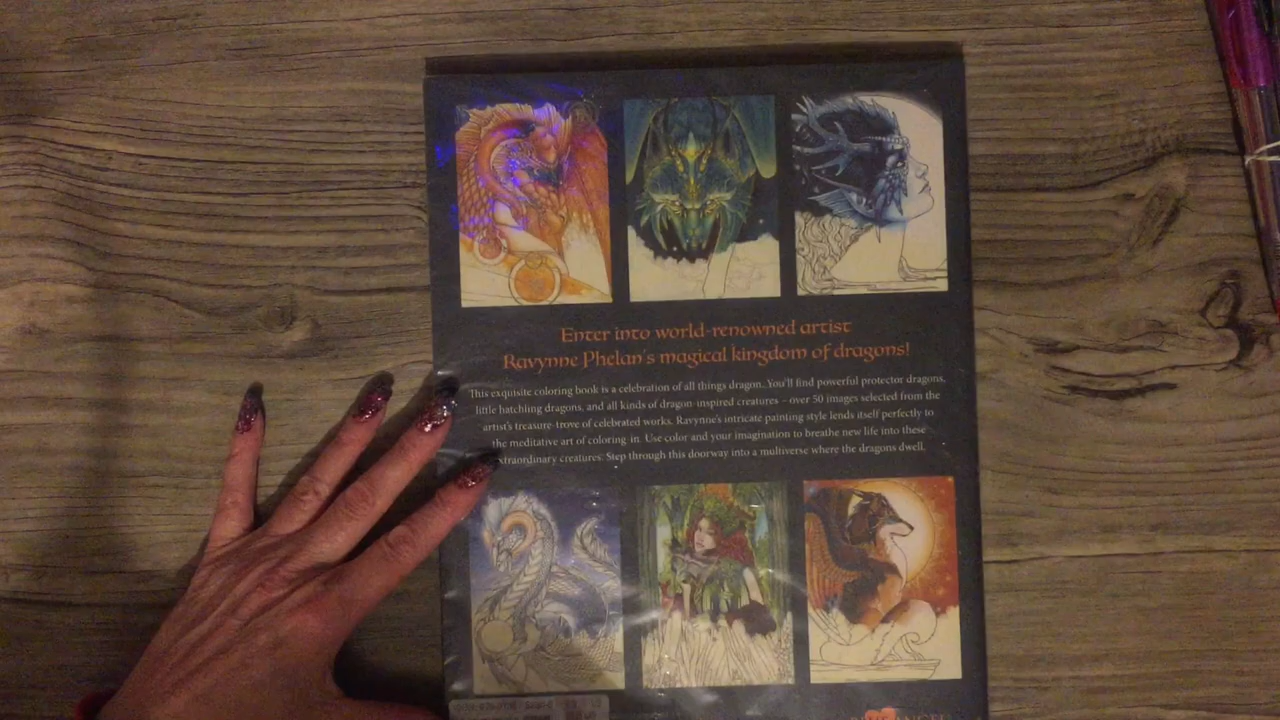 Enter into world-renowned artist
Ravynne Phelan's magical kingdom of dragons!
This exquisite coloring book is a celebration of all things dragon. You'll find powerful protector dragons,
little hatchling dragons, and all kinds of dragon-inspired creatures – over 50 images selected from the
artist's treasure-trove of celebrated works. Ravynne's intricate painting style lends itself perfectly to
the meditative art of coloring-in. Use color and your imagination to breathe new life into these
extraordinary creatures. Step through this doorway into a multiverse where the dragons dwell.
BLUE ANGEL